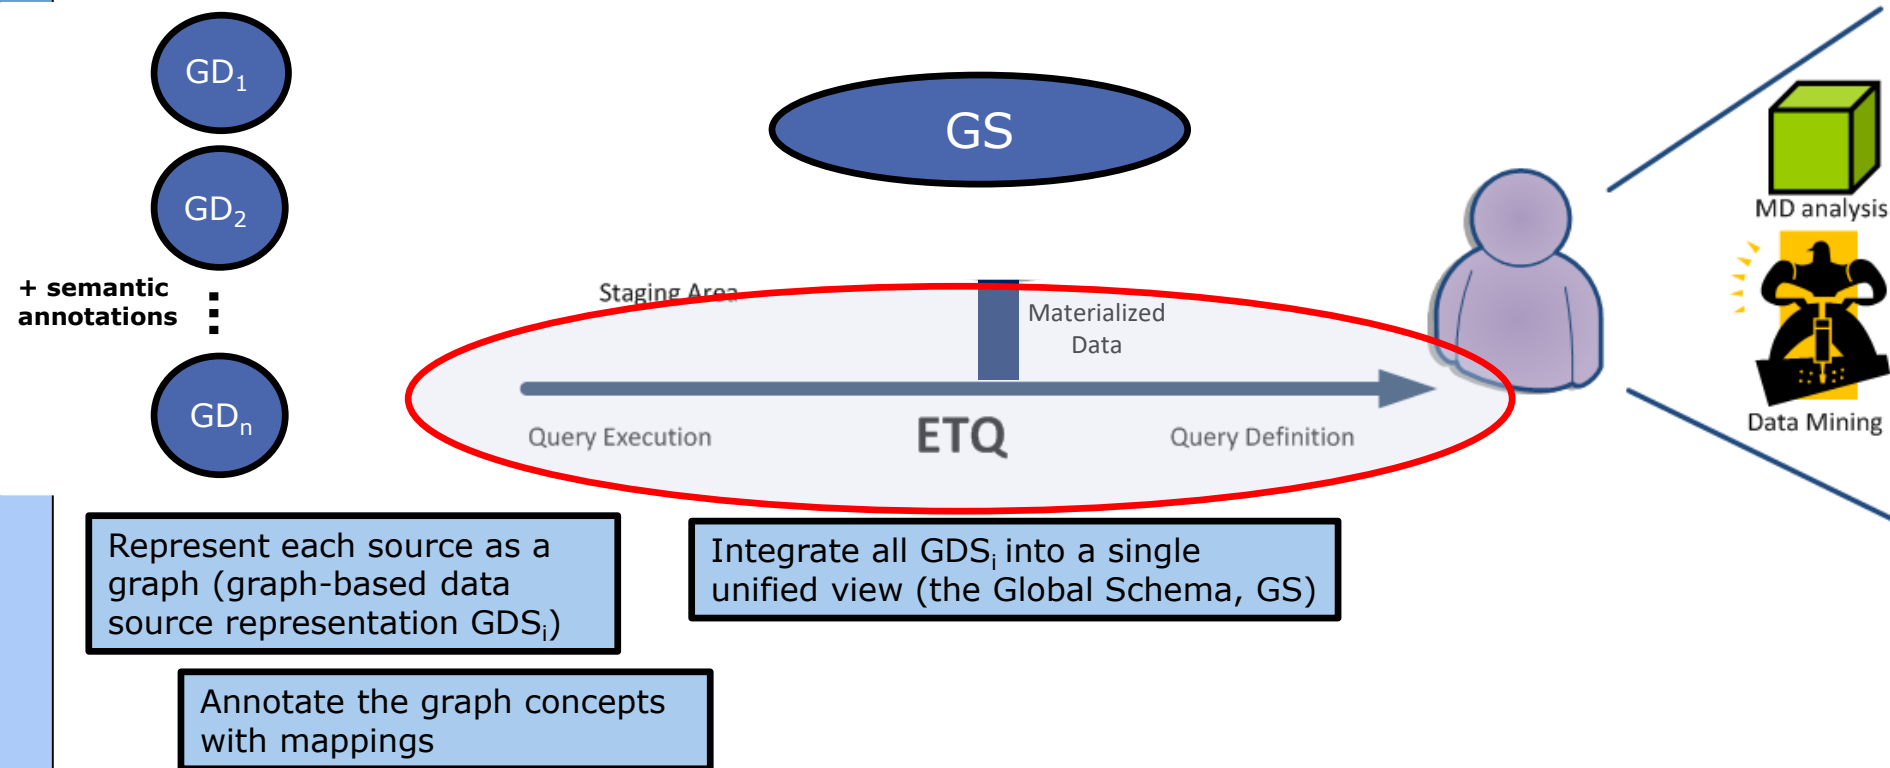 GD₁
GS
GD₂
MD analysis
+ semantic
annotations
Staging Area
Materialized
Data
GDₙ
Query Execution
ETQ
Query Definition
Data Mining
Represent each source as a
graph (graph-based data
source representation GDSᵢ)
Integrate all GDSᵢ into a single
unified view (the Global Schema, GS)
Annotate the graph concepts
with mappings